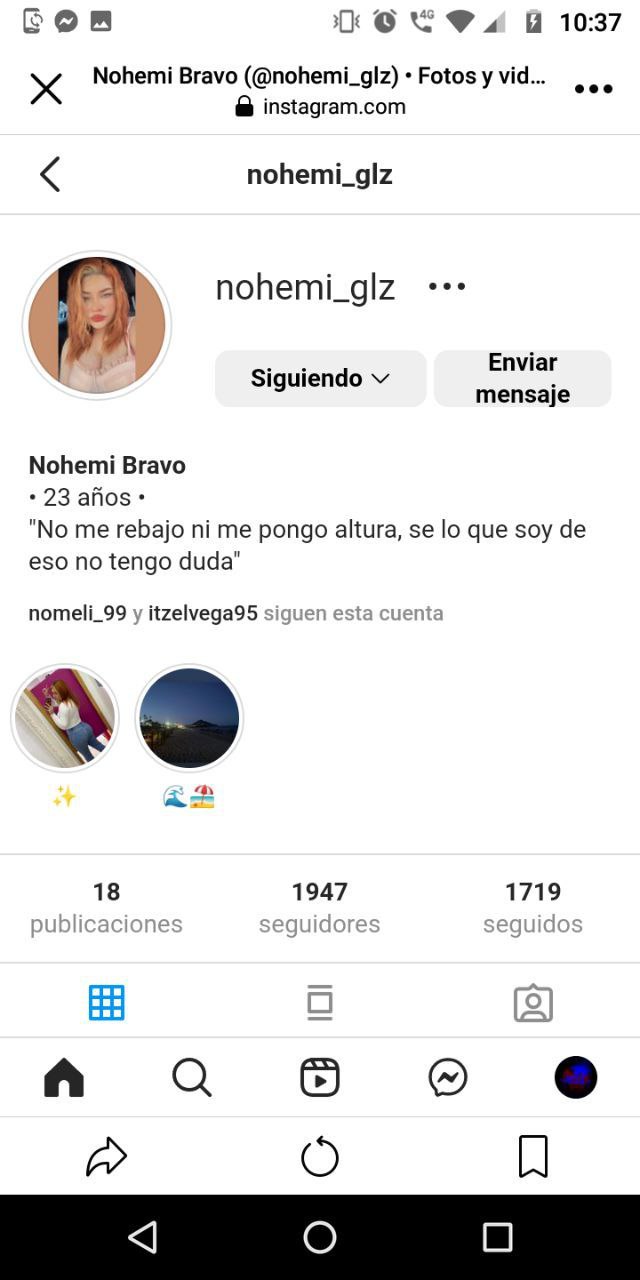 4G 10:37
Nohemi Bravo (@nohemi_glz) • Fotos y vid...
instagram.com
nohemi_glz
nohemi_glz
Siguiendo
Enviar
mensaje
Nohemi Bravo
• 23 años •
"No me rebajo ni me pongo altura, se lo que soy de
eso no tengo duda"
nomeli_99 y itzelvega95 siguen esta cuenta
✨ 🌊🏖️
18 1947 1719
publicaciones seguidores seguidos